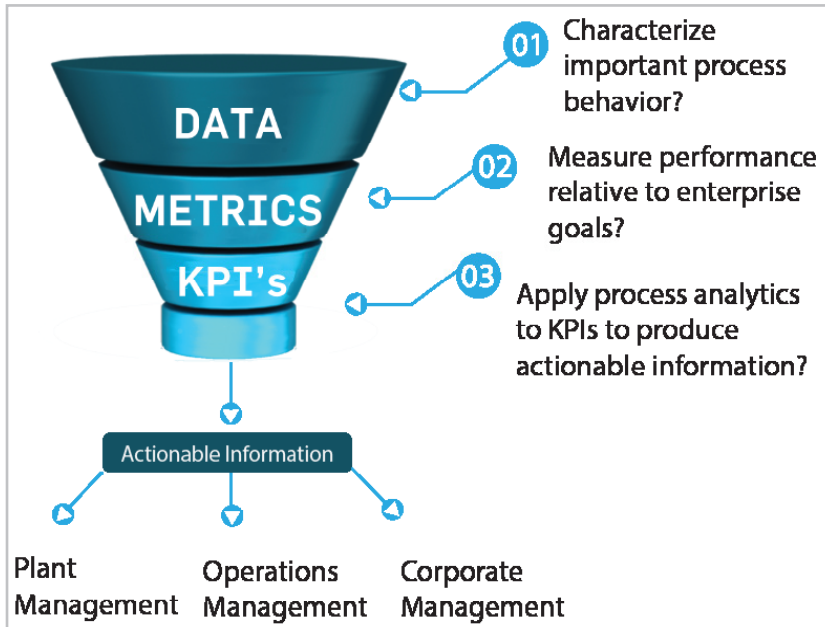 DATA
METRICS
KPI's
01
Characterize
important process
behavior?
02
Measure performance
relative to enterprise
goals?
03
Apply process analytics
to KPIs to produce
actionable information?
Actionable Information
Plant
Management
Operations
Management
Corporate
Management